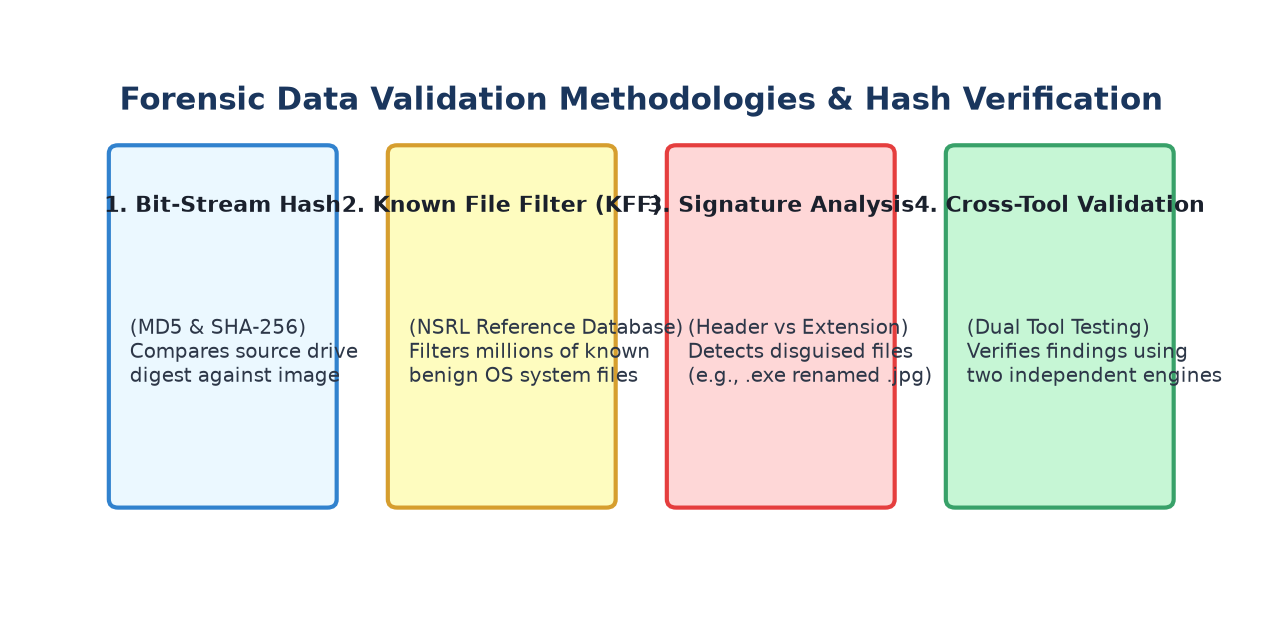 Forensic Data Validation Methodologies & Hash Verification
1. Bit-Stream Hash
(MD5 & SHA-256)
Compares source drive
digest against image
2. Known File Filter (KFF)
(NSRL Reference Database)
Filters millions of known
benign OS system files
3. Signature Analysis
(Header vs Extension)
Detects disguised files
(e.g., .exe renamed .jpg)
4. Cross-Tool Validation
(Dual Tool Testing)
Verifies findings using
two independent engines